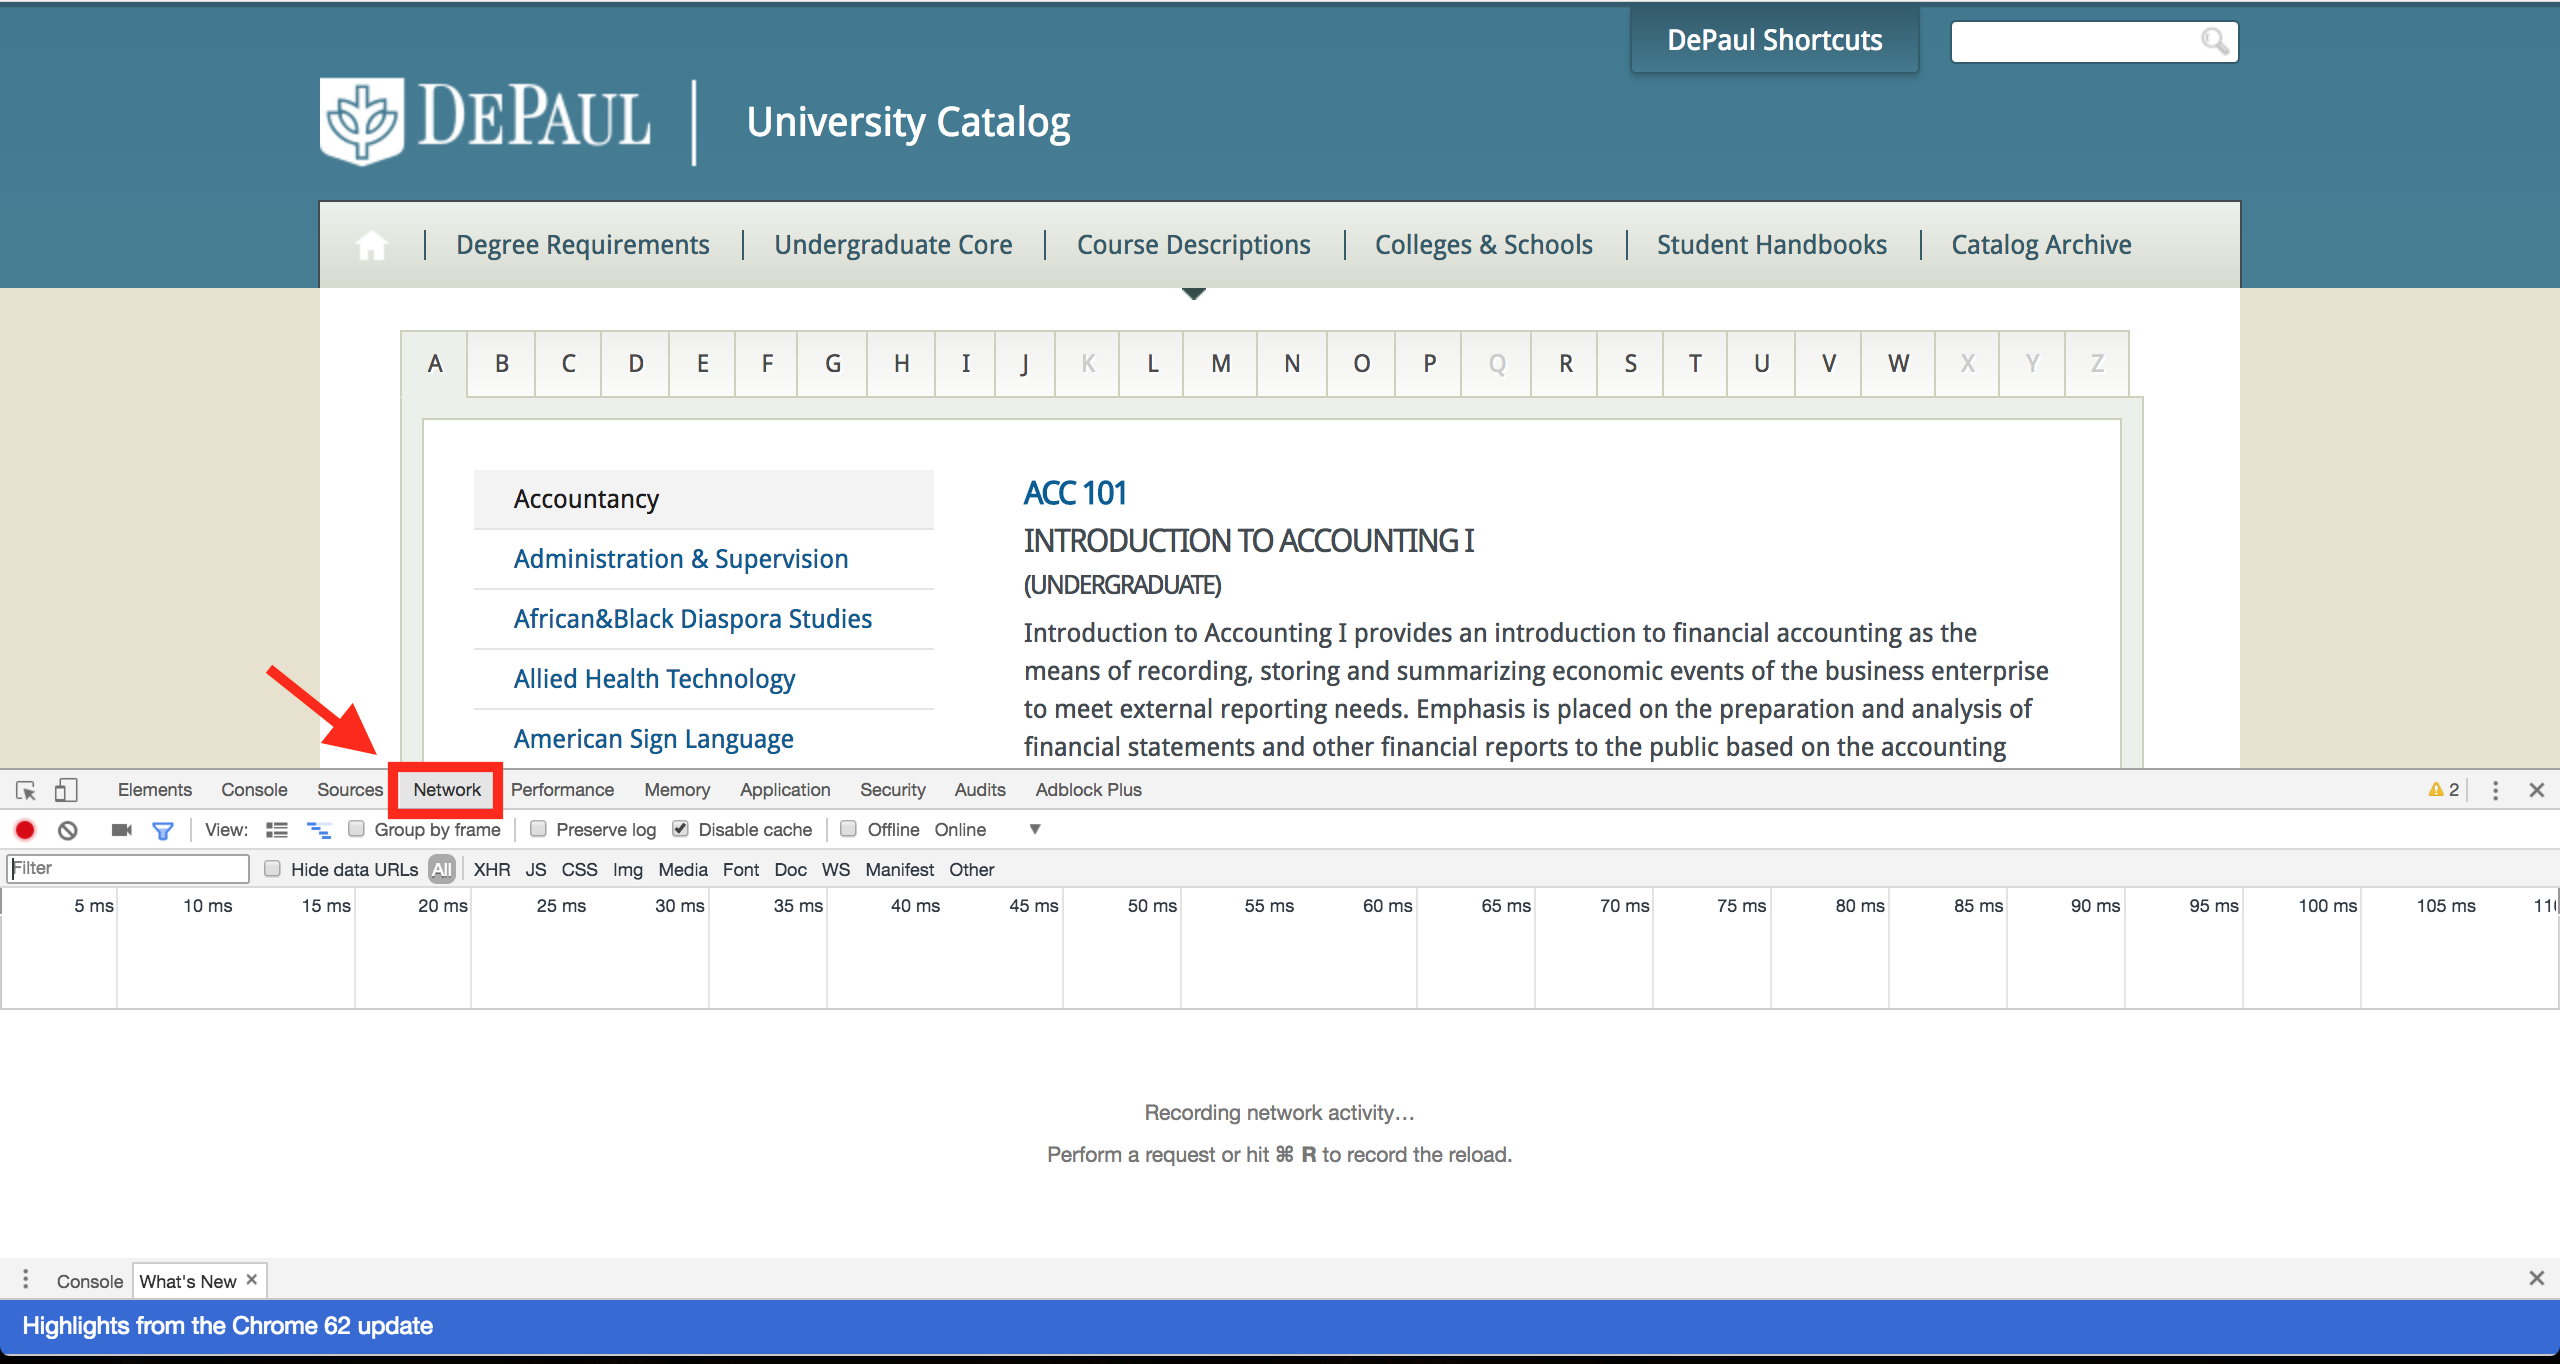 DePaul Shortcuts
DEPAUL
University Catalog
Degree Requirements
Undergraduate Core
Course Descriptions
Colleges & Schools
Student Handbooks
Catalog Archive
A B C D E F G H I J K L M N O P Q R S T U V W X Y Z
Accountancy
Administration & Supervision
African&Black Diaspora Studies
Allied Health Technology
American Sign Language
ACC 101
INTRODUCTION TO ACCOUNTING I
(UNDERGRADUATE)
Introduction to Accounting I provides an introduction to financial accounting as the
means of recording, storing and summarizing economic events of the business enterprise
to meet external reporting needs. Emphasis is placed on the preparation and analysis of
financial statements and other financial reports to the public based on the accounting
Elements Console Sources Network Performance Memory Application Security Audits Adblock Plus 2
View: Group by frame Preserve log Disable cache Offline Online
Filter Hide data URLs All XHR JS CSS Img Media Font Doc WS Manifest Other
5 ms 10 ms 15 ms 20 ms 25 ms 30 ms 35 ms 40 ms 45 ms 50 ms 55 ms 60 ms 65 ms 70 ms 75 ms 80 ms 85 ms 90 ms 95 ms 100 ms 105 ms
Recording network activity…
Perform a request or hit ⌘ R to record the reload.
Console What's New
Highlights from the Chrome 62 update